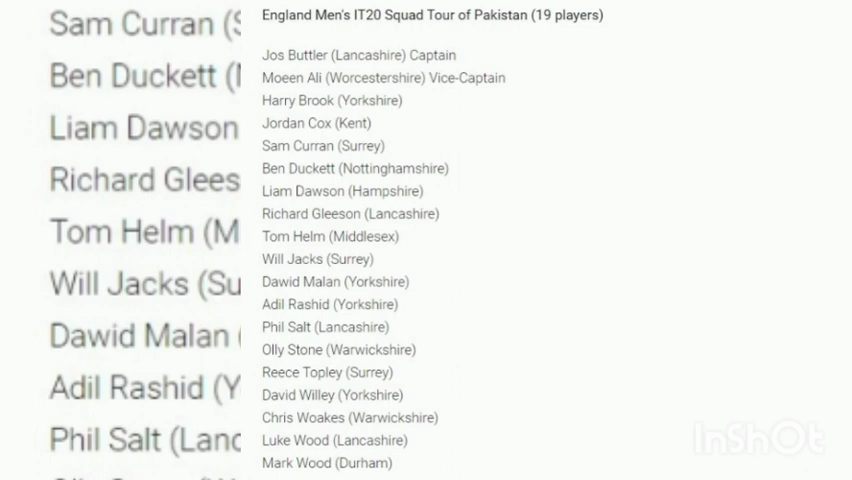 Sam Curran (S
Ben Duckett (
Liam Dawson
Richard Glees
Tom Helm (M
Will Jacks (Su
Dawid Malan (
Adil Rashid (Y
Phil Salt (Lanc
England Men's IT20 Squad Tour of Pakistan (19 players)
Jos Buttler (Lancashire) Captain
Moeen Ali (Worcestershire) Vice-Captain
Harry Brook (Yorkshire)
Jordan Cox (Kent)
Sam Curran (Surrey)
Ben Duckett (Nottinghamshire)
Liam Dawson (Hampshire)
Richard Gleeson (Lancashire)
Tom Helm (Middlesex)
Will Jacks (Surrey)
Dawid Malan (Yorkshire)
Adil Rashid (Yorkshire)
Phil Salt (Lancashire)
Olly Stone (Warwickshire)
Reece Topley (Surrey)
David Willey (Yorkshire)
Chris Woakes (Warwickshire)
Luke Wood (Lancashire)
Mark Wood (Durham)
InShOt